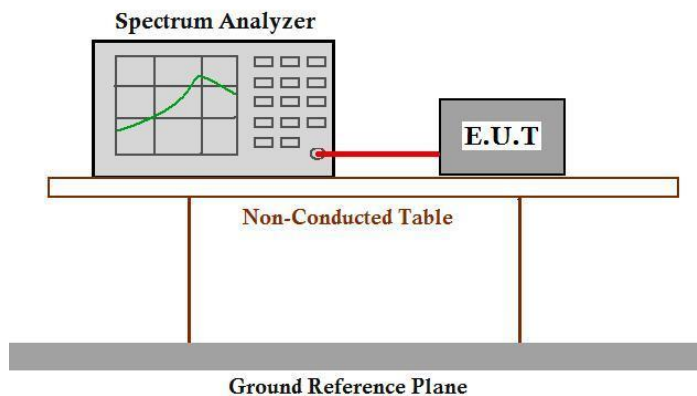 Spectrum Analyzer
E.U.T
Non-Conducted Table
Ground Reference Plane